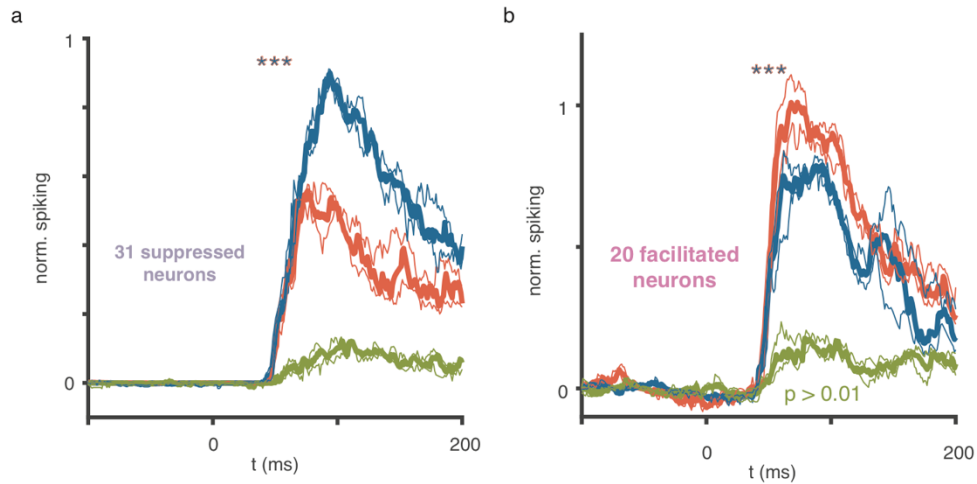 a
1
***
norm. spiking
31 suppressed
neurons
0
0
200
t (ms)
b
***
1
norm. spiking
20 facilitated
neurons
0
p > 0.01
0
200
t (ms)